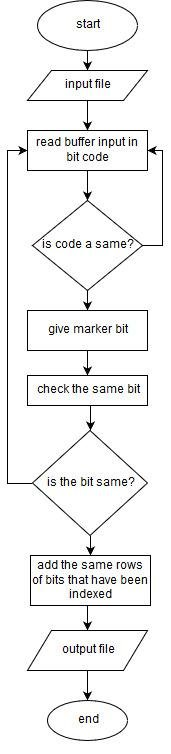 start
input file
read buffer input in
bit code
is code a same?
give marker bit
check the same bit
is the bit same?
add the same rows
of bits that have been
indexed
output file
end